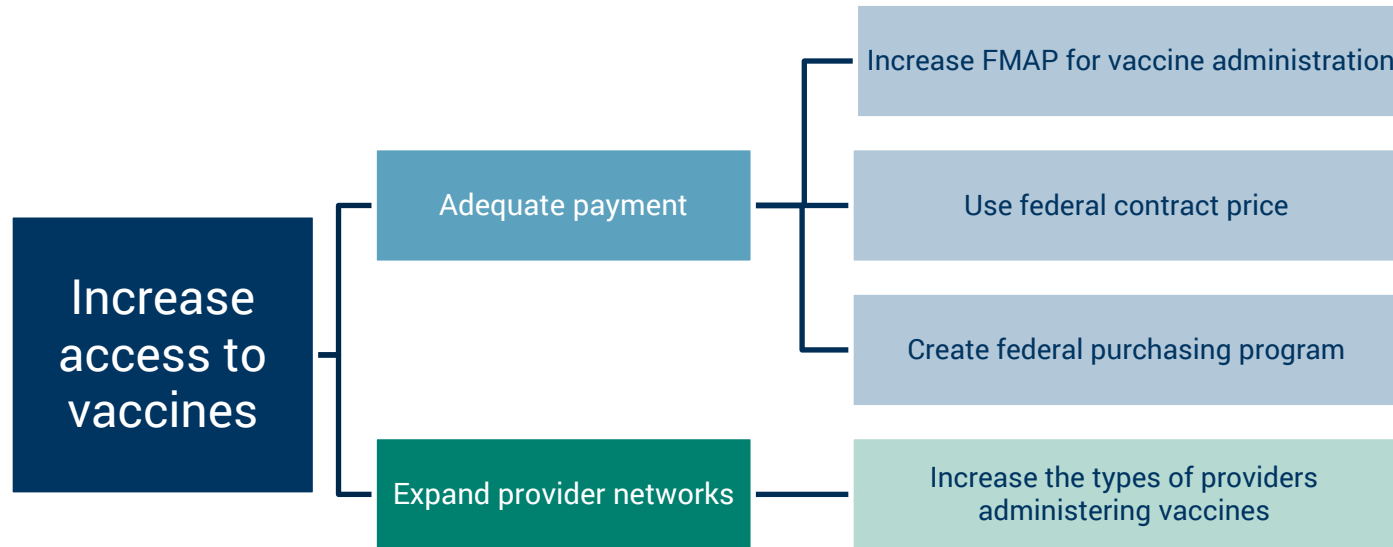 Increase
access to
vaccines
Adequate payment
Increase FMAP for vaccine administration
Use federal contract price
Create federal purchasing program
Expand provider networks
Increase the types of providers
administering vaccines